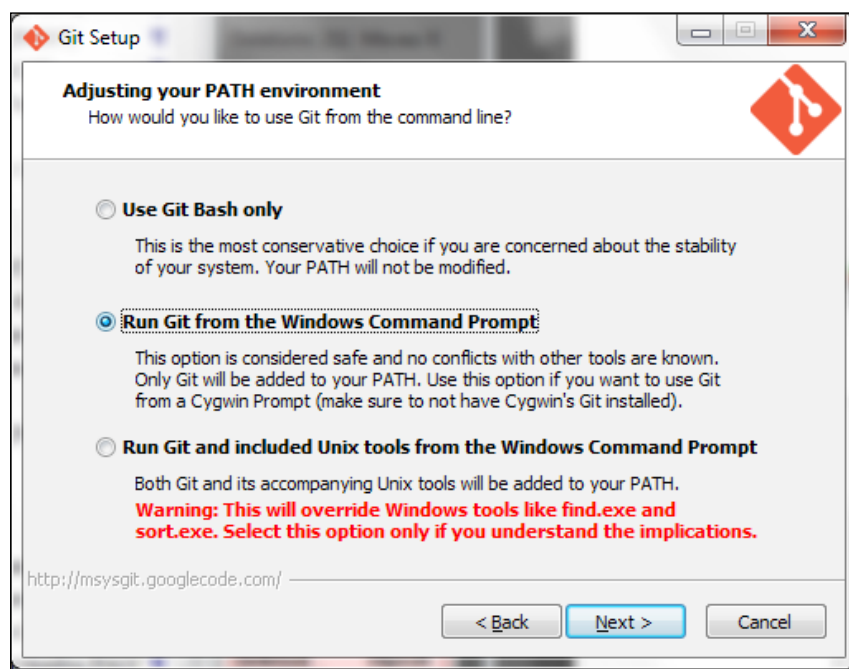 Git Setup
Adjusting your PATH environment
How would you like to use Git from the command line?
Use Git Bash only
This is the most conservative choice if you are concerned about the stability
of your system. Your PATH will not be modified.
Run Git from the Windows Command Prompt
This option is considered safe and no conflicts with other tools are known.
Only Git will be added to your PATH. Use this option if you want to use Git
from a Cygwin Prompt (make sure to not have Cygwin's Git installed).
Run Git and included Unix tools from the Windows Command Prompt
Both Git and its accompanying Unix tools will be added to your PATH.
Warning: This will override Windows tools like find.exe and
sort.exe. Select this option only if you understand the implications.
http://msysgit.googlecode.com/
< Back Next > Cancel